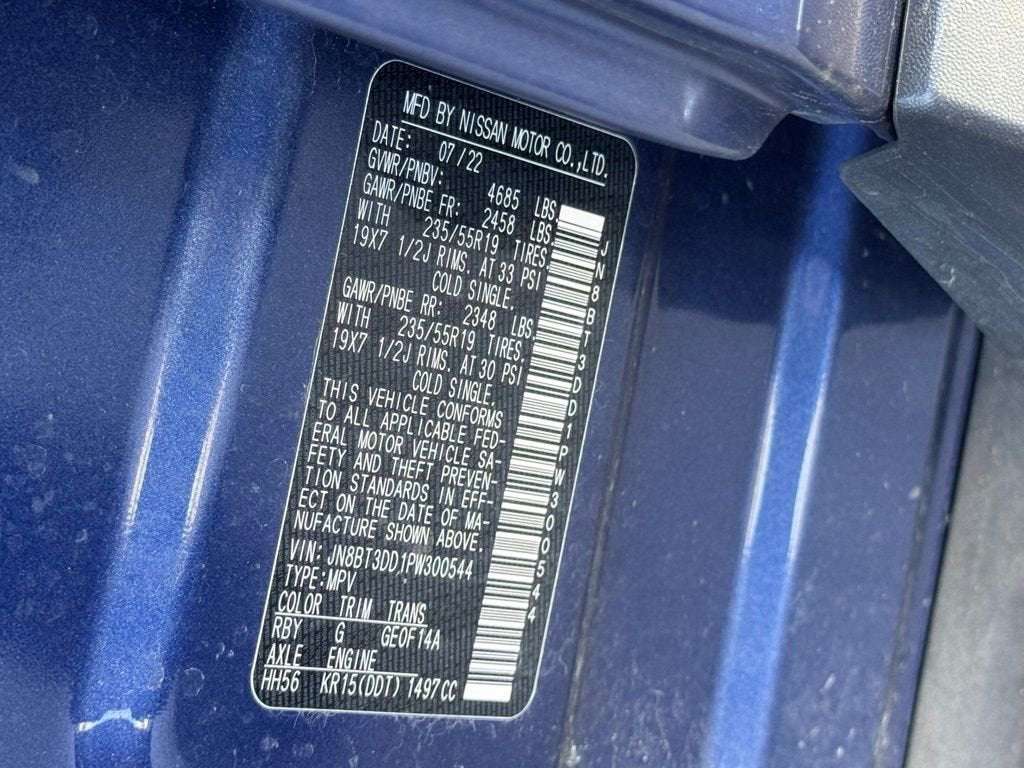 MFD BY NISSAN MOTOR CO.,LTD.
DATE: 07/22
GVWR/PNBV: 4685 LBS
GAWR/PNBE FR: 2458 LBS
WITH 235/55R19 TIRES,
19X7 1/2J RIMS, AT 33 PSI
COLD SINGLE,
GAWR/PNBE RR: 2348 LBS
WITH 235/55R19 TIRES,
19X7 1/2J RIMS, AT 30 PSI
COLD SINGLE,
THIS VEHICLE CONFORMS
TO ALL APPLICABLE FED-
ERAL MOTOR VEHICLE SA-
FETY AND THEFT PREVEN-
TION STANDARDS IN EFF-
ECT ON THE DATE OF MA-
NUFACTURE SHOWN ABOVE.
VIN: JN8BT3DD1PW300544
TYPE:MPV
COLOR TRIM TRANS
RBY G GE0F14A
AXLE ENGINE
HH56 KR15(DDT) 1497CC
JN8BT3DD1PW300544